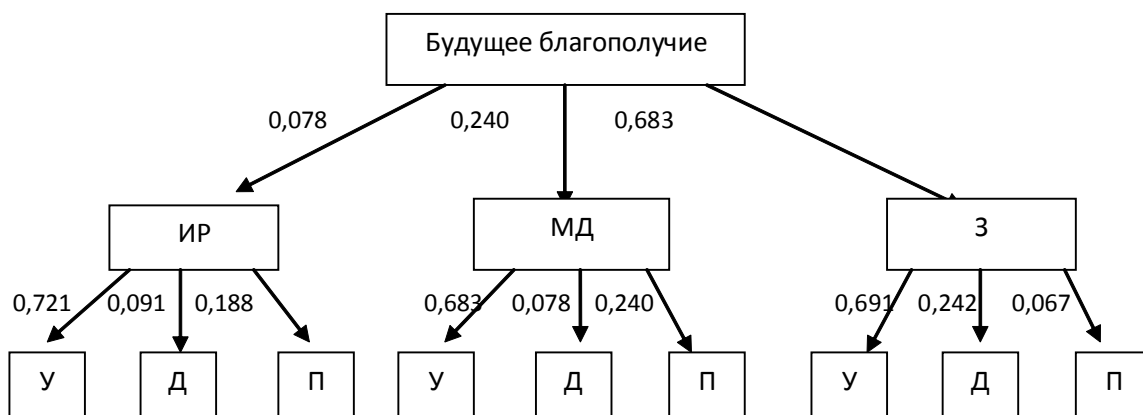 Будущее благополучие
0,078 0,240 0,683
ИР МД З
0,721 0,091 0,188 0,683 0,078 0,240 0,691 0,242 0,067
У Д П У Д П У Д П